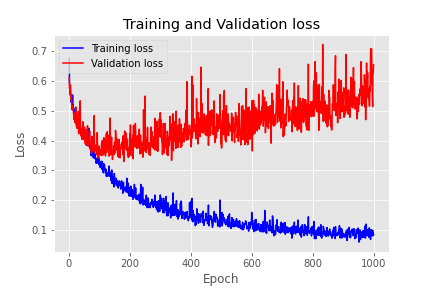 Training and Validation loss
Training loss
Validation loss
Loss
0.7
0.6
0.5
0.4
0.3
0.2
0.1
0 200 400 600 800 1000
Epoch